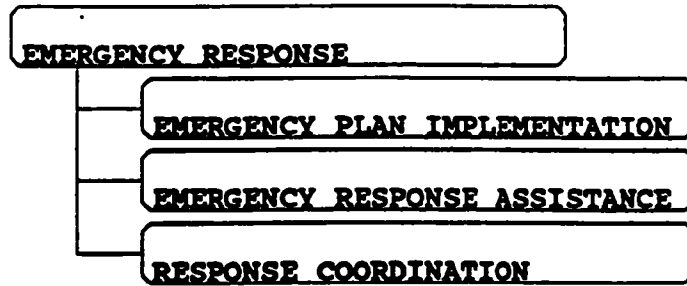 EMERGENCY RESPONSE
EMERGENCY PLAN IMPLEMENTATION
EMERGENCY RESPONSE ASSISTANCE
RESPONSE COORDINATION